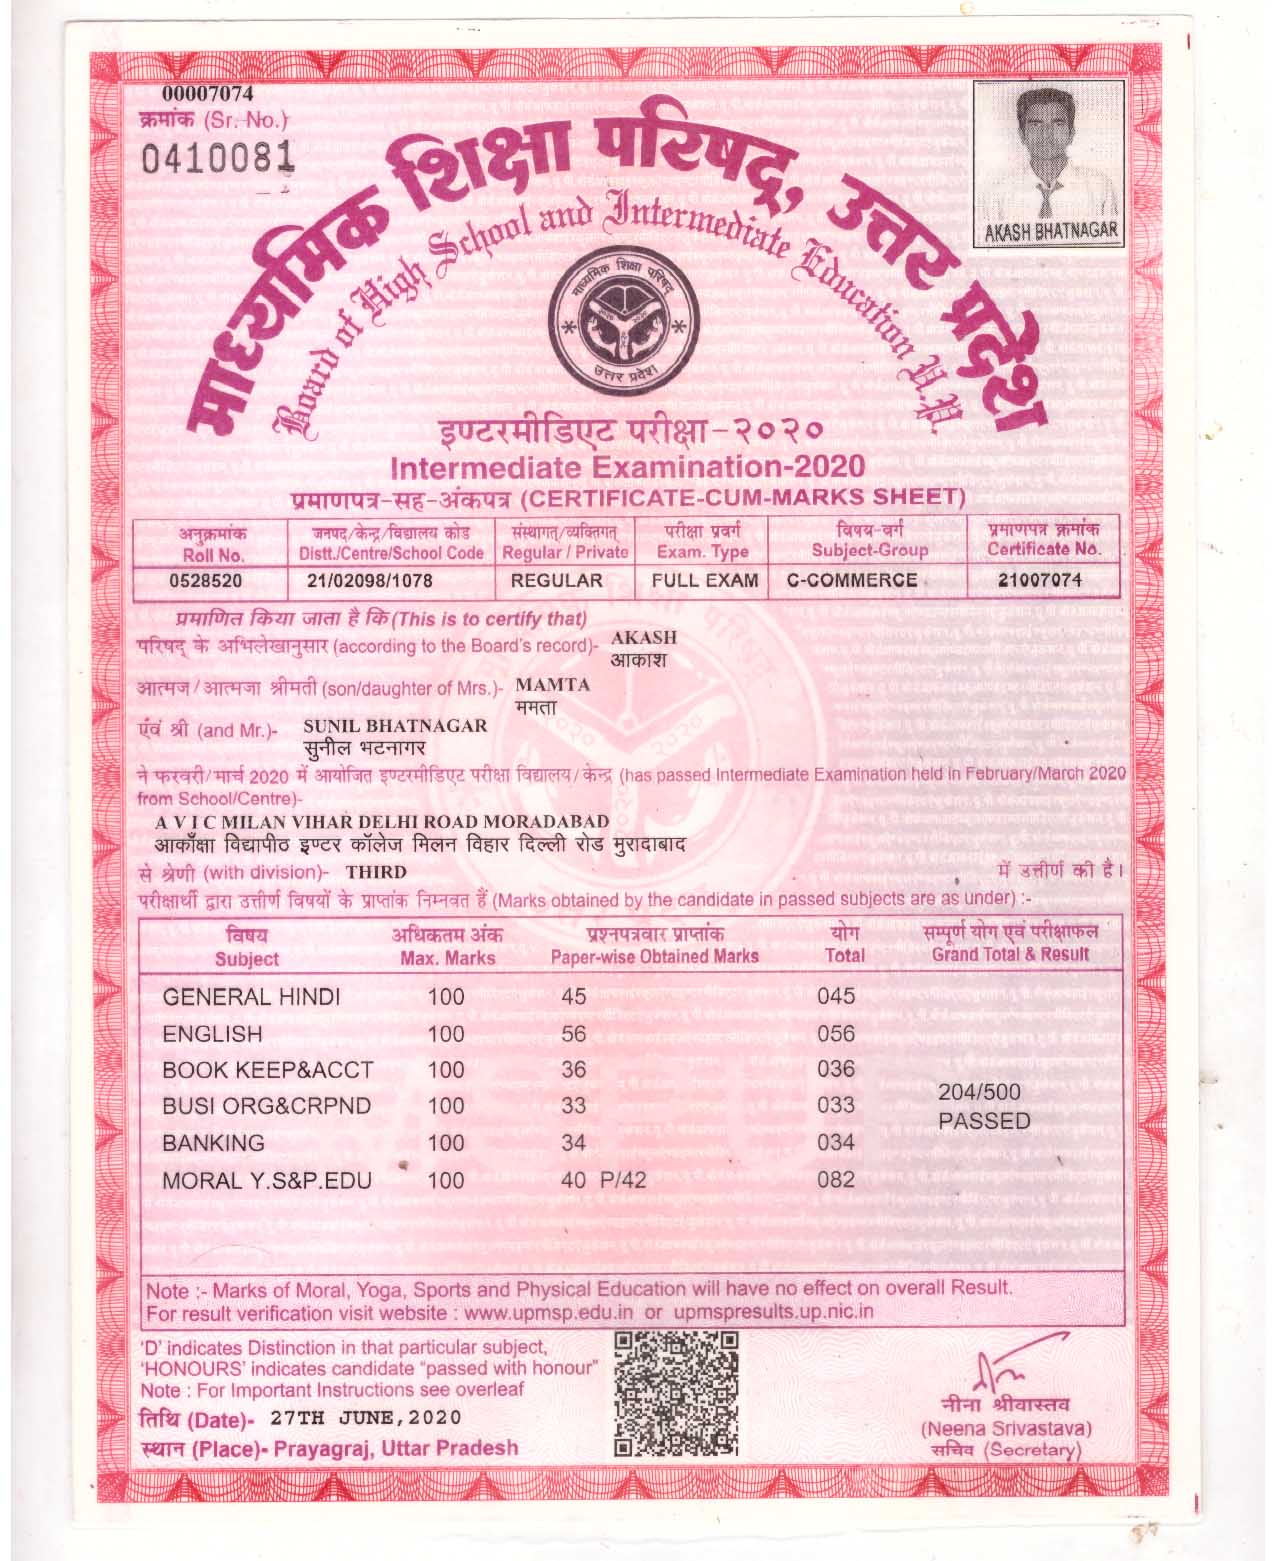 00007074
क्रमांक (Sr. No.)
0410081
माध्यमिक शिक्षा परिषद्, उत्तर प्रदेश
Board of High School and Intermediate Education U.P.
AKASH BHATNAGAR
माध्यमिक शिक्षा परिषद
उत्तर प्रदेश
इण्टरमीडिएट परीक्षा-२०२०
Intermediate Examination-2020
प्रमाणपत्र-सह-अंकपत्र (CERTIFICATE-CUM-MARKS SHEET)
अनुक्रमांक जनपद/केन्द्र/विद्यालय कोड संस्थागत/व्यक्तिगत परीक्षा प्रवर्ग विषय-वर्ग प्रमाणपत्र क्रमांक
Roll No. Distt./Centre/School Code Regular / Private Exam. Type Subject-Group Certificate No.
0528520 21/02098/1078 REGULAR FULL EXAM C-COMMERCE 21007074
प्रमाणित किया जाता है कि (This is to certify that)
परिषद् के अभिलेखानुसार (according to the Board's record)- AKASH
आकाश
आत्मज/आत्मजा श्रीमती (son/daughter of Mrs.)- MAMTA
ममता
एंवं श्री (and Mr.)- SUNIL BHATNAGAR
सुनील भटनागर
ने फरवरी/मार्च 2020 में आयोजित इण्टरमीडिएट परीक्षा विद्यालय/केन्द्र (has passed Intermediate Examination held in February/March 2020
from School/Centre)-
A V I C MILAN VIHAR DELHI ROAD MORADABAD
आकाँक्षा विद्यापीठ इण्टर कॉलेज मिलन विहार दिल्ली रोड मुरादाबाद
से श्रेणी (with division)- THIRD में उत्तीर्ण की है।
परीक्षार्थी द्वारा उत्तीर्ण विषयों के प्राप्तांक निम्नवत हैं (Marks obtained by the candidate in passed subjects are as under) :-
विषय अधिकतम अंक प्रश्नपत्रवार प्राप्तांक योग सम्पूर्ण योग एवं परीक्षाफल
Subject Max. Marks Paper-wise Obtained Marks Total Grand Total & Result
GENERAL HINDI 100 45 045
ENGLISH 100 56 056
BOOK KEEP&ACCT 100 36 036
204/500
BUSI ORG&CRPND 100 33 033
PASSED
BANKING 100 34 034
MORAL Y.S&P.EDU 100 40 P/42 082
Note :- Marks of Moral, Yoga, Sports and Physical Education will have no effect on overall Result.
For result verification visit website : www.upmsp.edu.in or upmspresults.up.nic.in
'D' indicates Distinction in that particular subject,
'HONOURS' indicates candidate "passed with honour"
Note : For Important Instructions see overleaf
तिथि (Date)- 27TH JUNE,2020
स्थान (Place)- Prayagraj, Uttar Pradesh
नीना श्रीवास्तव
(Neena Srivastava)
सचिव (Secretary)